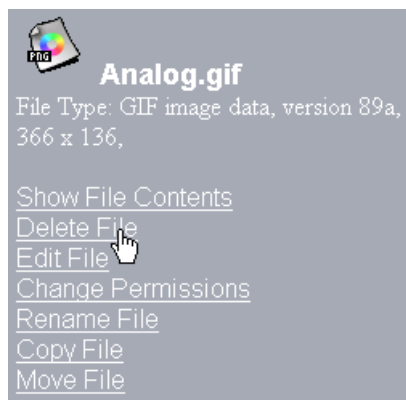 PNG
Analog.gif
File Type: GIF image data, version 89a,
366 x 136,
Show File Contents
Delete File
Edit File
Change Permissions
Rename File
Copy File
Move File